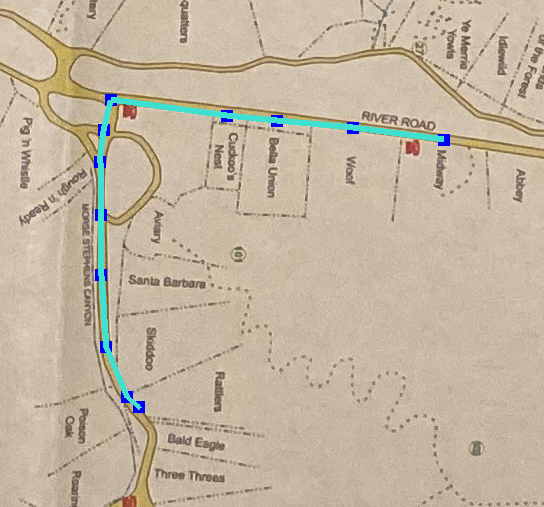 Ye Merrie
Yowls
Idlewild
of the Forest
RIVER ROAD
Pig 'n Whistle
Cuckoo's
Nest
Bella Union
Woof
Midway
Abbey
Rough 'n Ready
Aviary
101
MORSE STEPHENS CANYON
Santa Barbara
Skiddoo
Rattlers
Poison
Oak
Bald Eagle
Three Threes